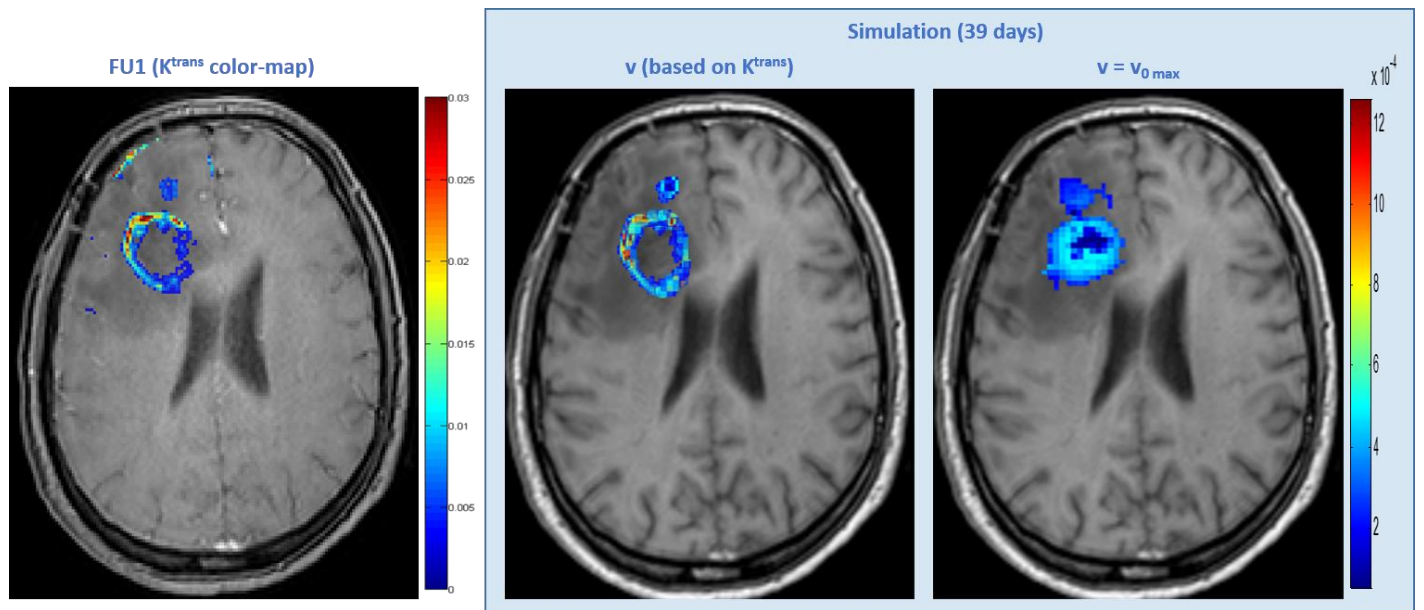 Simulation (39 days)
FU1 (Ktrans color-map)
v (based on Ktrans)
v = v0 max
x 10-4
0.03
0.025
0.02
0.015
0.01
0.005
0
12
10
8
6
4
2